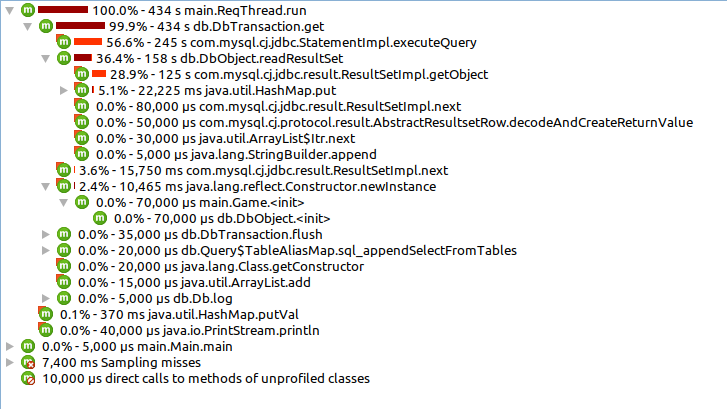 100.0% - 434 s main.ReqThread.run
99.9% - 434 s db.DbTransaction.get
56.6% - 245 s com.mysql.cj.jdbc.StatementImpl.executeQuery
36.4% - 158 s db.DbObject.readResultSet
28.9% - 125 s com.mysql.cj.jdbc.result.ResultSetImpl.getObject
5.1% - 22,225 ms java.util.HashMap.put
0.0% - 80,000 µs com.mysql.cj.jdbc.result.ResultSetImpl.next
0.0% - 50,000 µs com.mysql.cj.protocol.result.AbstractResultsetRow.decodeAndCreateReturnValue
0.0% - 30,000 µs java.util.ArrayList$Itr.next
0.0% - 5,000 µs java.lang.StringBuilder.append
3.6% - 15,750 ms com.mysql.cj.jdbc.result.ResultSetImpl.next
2.4% - 10,465 ms java.lang.reflect.Constructor.newInstance
0.0% - 70,000 µs main.Game.<init>
0.0% - 70,000 µs db.DbObject.<init>
0.0% - 35,000 µs db.DbTransaction.flush
0.0% - 20,000 µs db.Query$TableAliasMap.sql_appendSelectFromTables
0.0% - 20,000 µs java.lang.Class.getConstructor
0.0% - 15,000 µs java.util.ArrayList.add
0.0% - 5,000 µs db.Db.log
0.1% - 370 ms java.util.HashMap.putVal
0.0% - 40,000 µs java.io.PrintStream.println
0.0% - 5,000 µs main.Main.main
7,400 ms Sampling misses
10,000 µs direct calls to methods of unprofiled classes